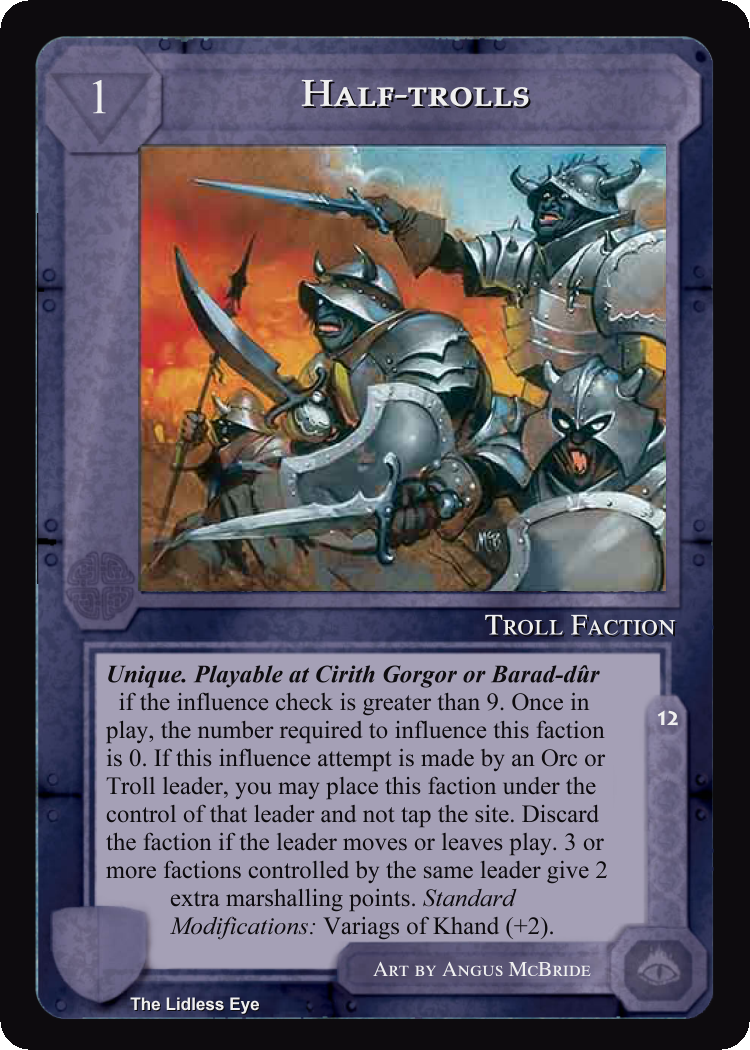 1
HALF-TROLLS
McB
TROLL FACTION
Unique. Playable at Cirith Gorgor or Barad-dûr
if the influence check is greater than 9. Once in
play, the number required to influence this faction
is 0. If this influence attempt is made by an Orc or
Troll leader, you may place this faction under the
control of that leader and not tap the site. Discard
the faction if the leader moves or leaves play. 3 or
more factions controlled by the same leader give 2
extra marshalling points. Standard
Modifications: Variags of Khand (+2).
12
ART BY ANGUS MCBRIDE
The Lidless Eye